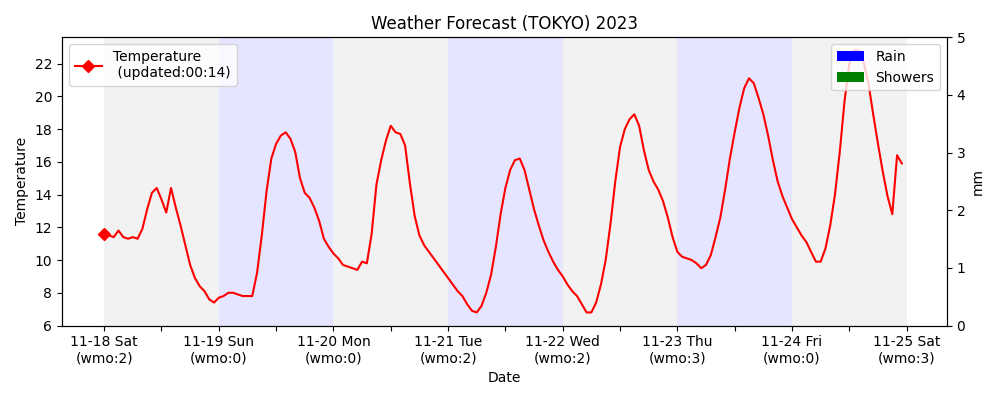 Weather Forecast (TOKYO) 2023
Temperature
(updated:00:14)
Rain
Showers
Temperature
22
20
18
16
14
12
10
8
6
5
4
3
2
1
0
mm
11-18 Sat
(wmo:2)
11-19 Sun
(wmo:0)
11-20 Mon
(wmo:0)
11-21 Tue
(wmo:2)
11-22 Wed
(wmo:2)
11-23 Thu
(wmo:3)
11-24 Fri
(wmo:0)
11-25 Sat
(wmo:3)
Date